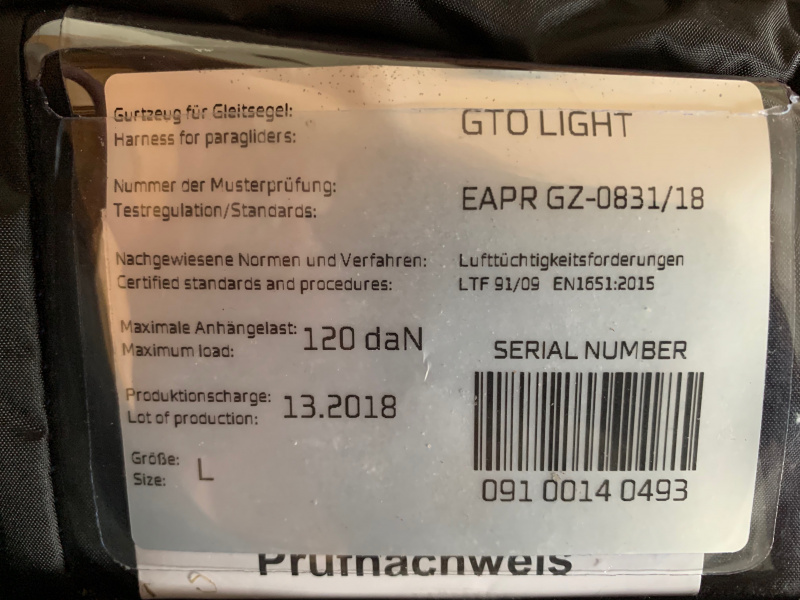 Gurtzeug für Gleitsegel:
Harness for paragliders:
GTO LIGHT
Nummer der Musterprüfung:
Testregulation/Standards:
EAPR GZ-0831/18
Nachgewiesene Normen und Verfahren:
Certified standards and procedures:
Lufttüchtigkeitsforderungen
LTF 91/09 EN1651:2015
Maximale Anhängelast:
Maximum load:
120 daN
Produktionscharge:
Lot of production:
13.2018
Größe:
Size:
L
SERIAL NUMBER
091 0014 0493
Prüfnachweis